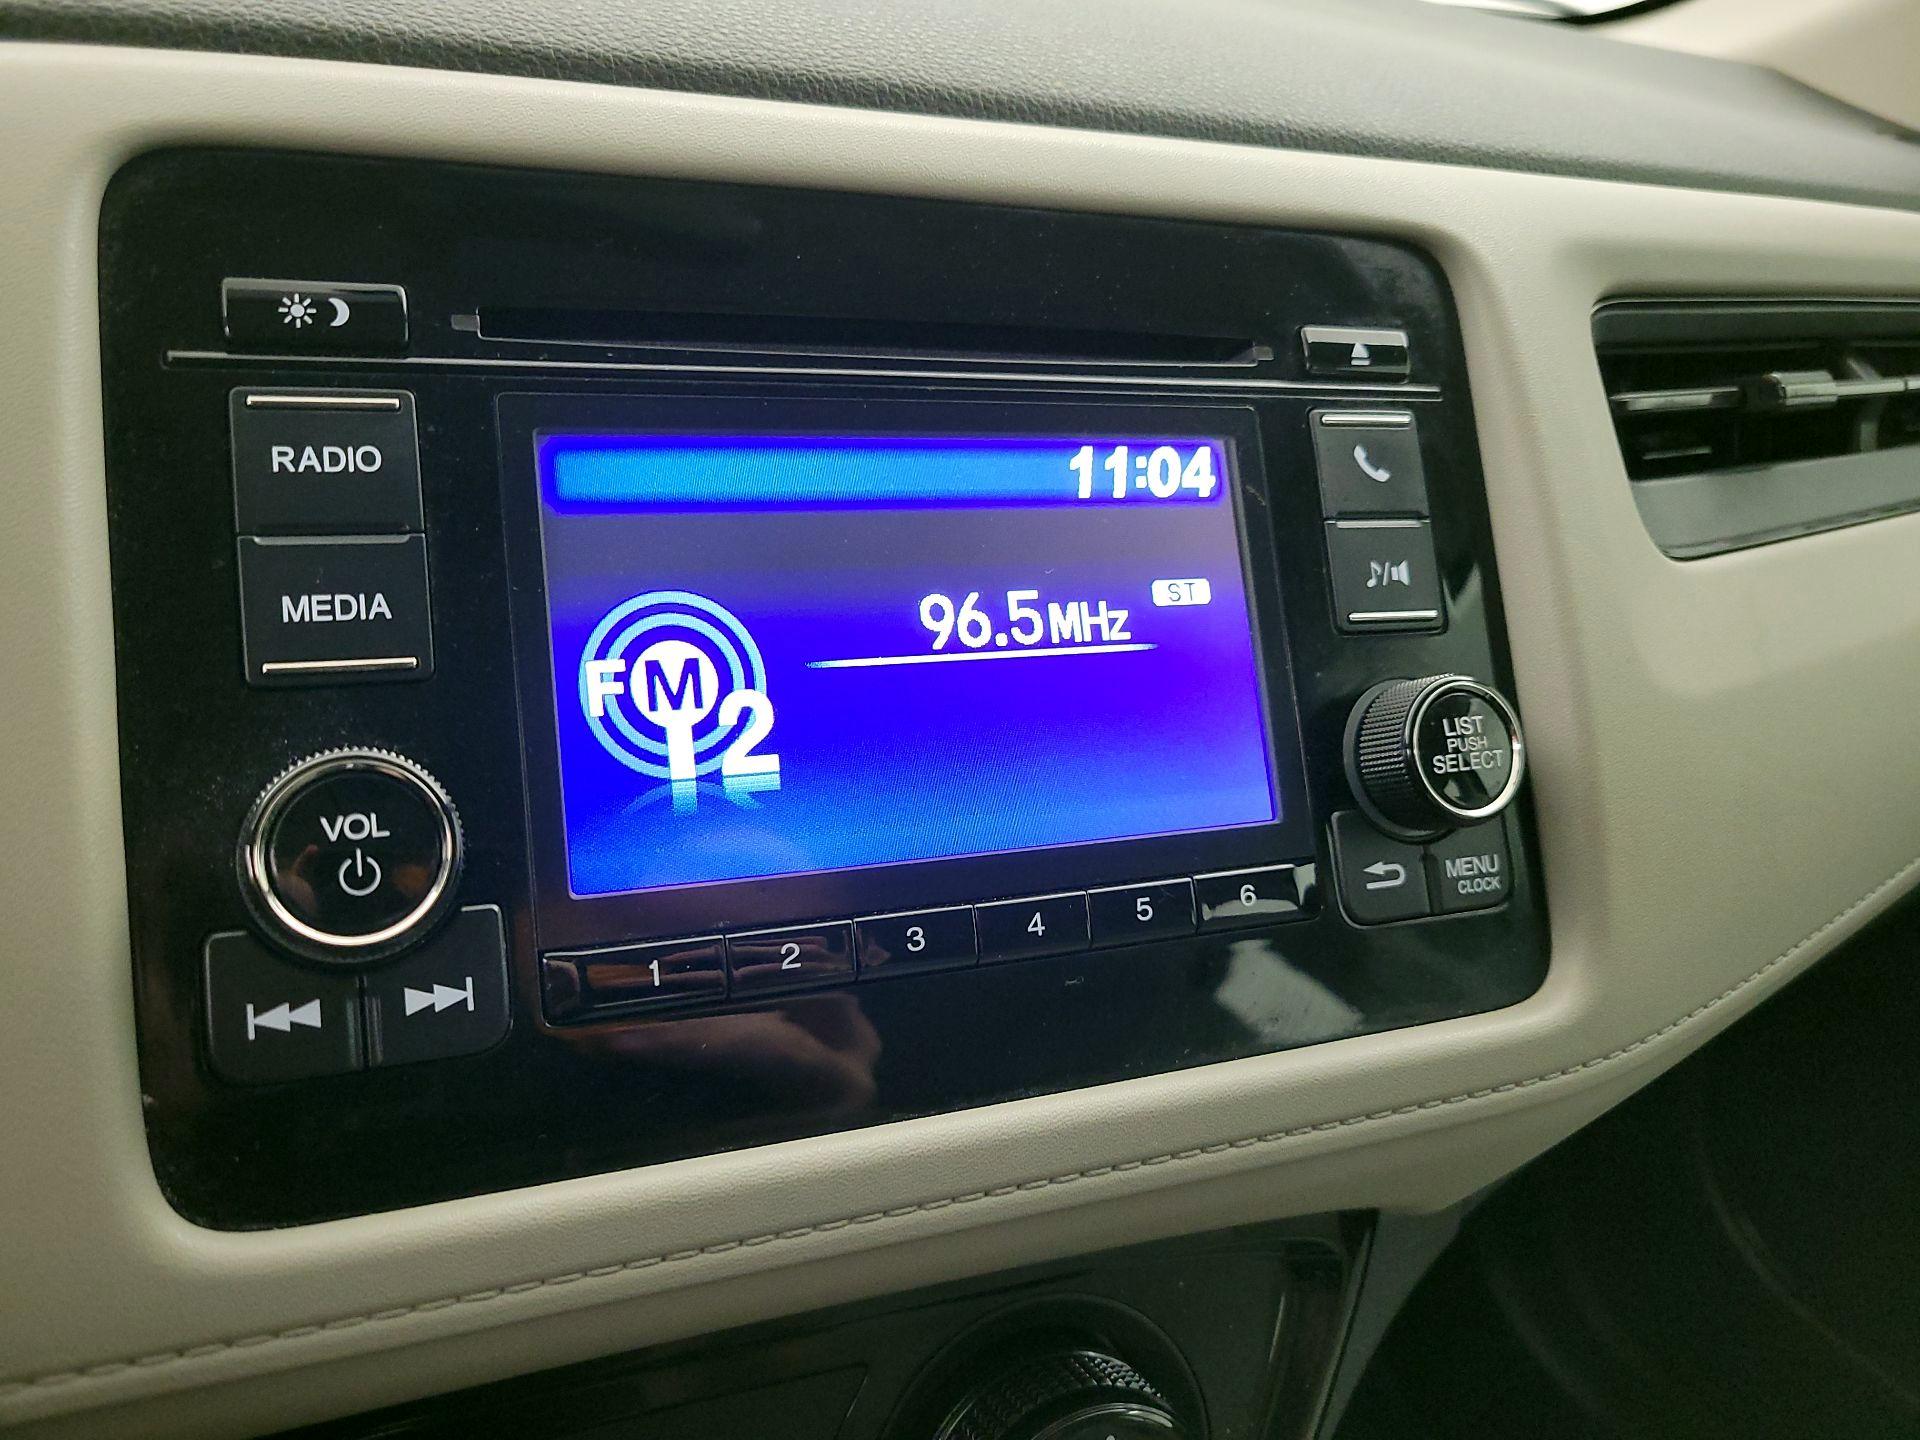 RADIO
MEDIA
VOL
11:04
96.5MHz
ST
FM
2
1
2
3
4
5
6
LIST
PUSH
SELECT
MENU
CLOCK